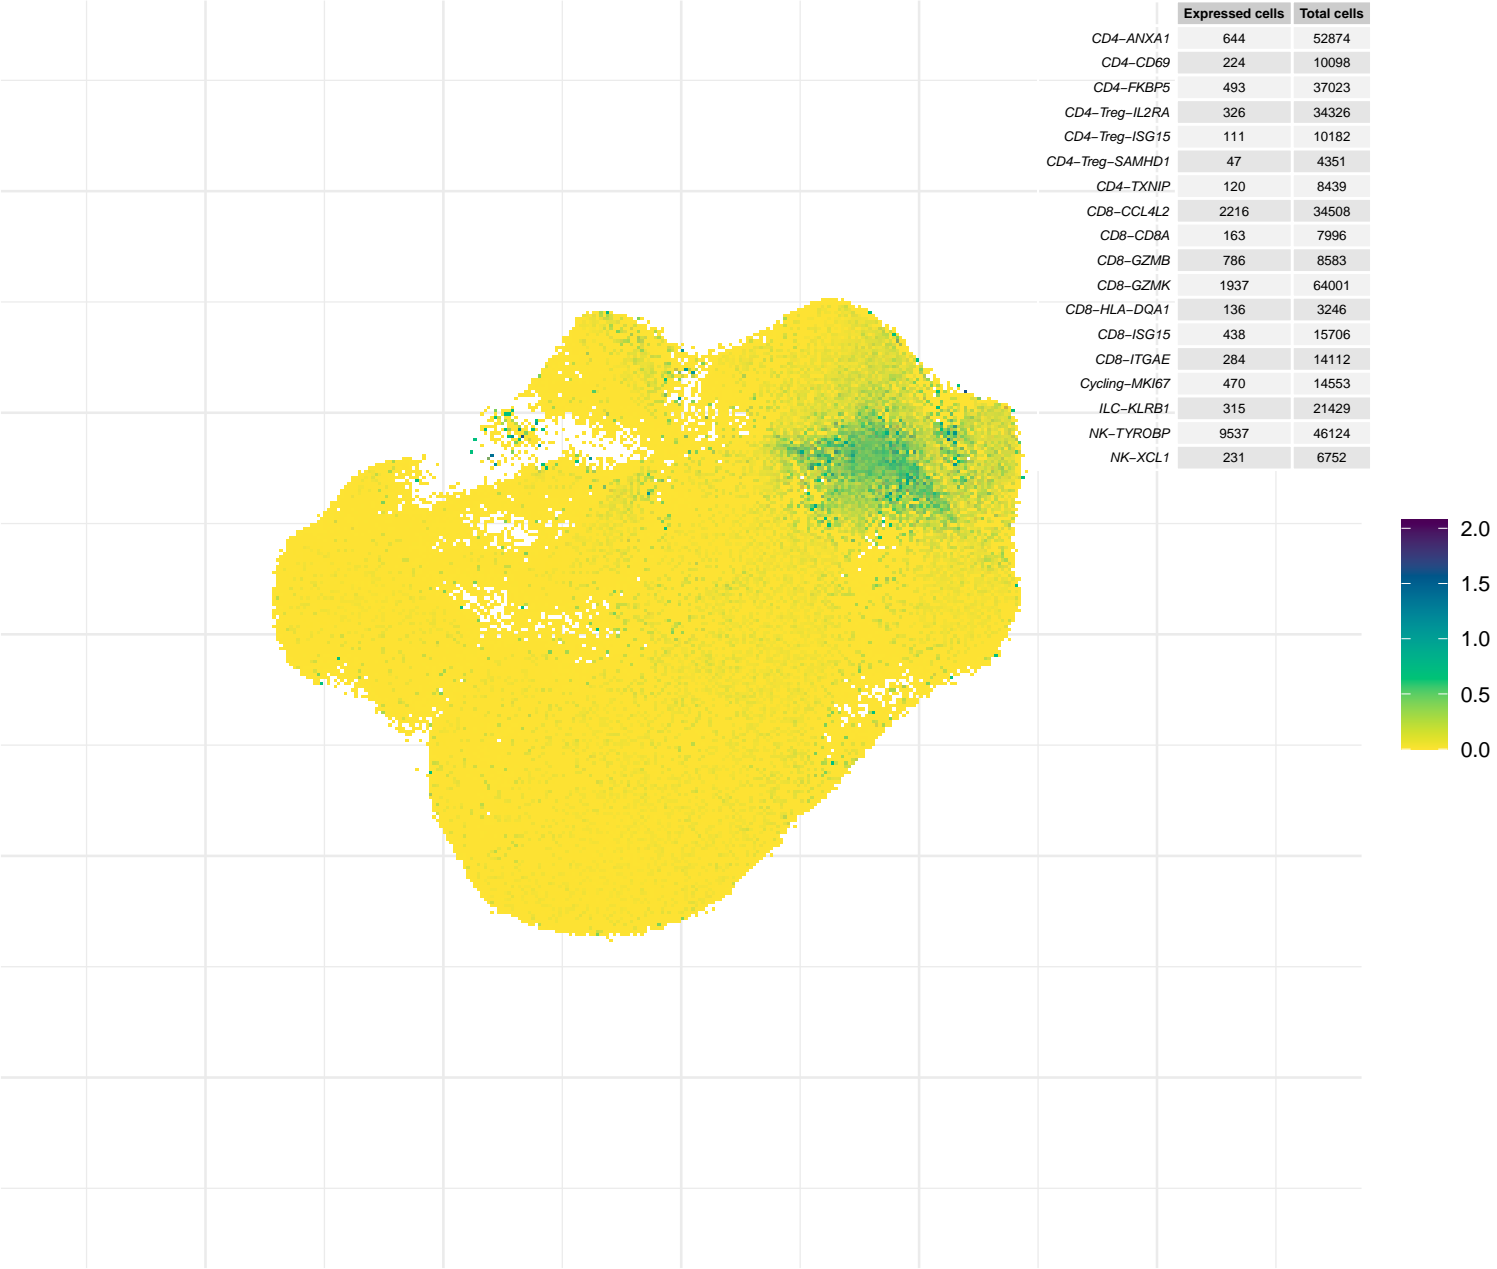 Expressed cells Total cells
CD4−ANXA1 644 52874
CD4−CD69 224 10098
CD4−FKBP5 493 37023
CD4−Treg−IL2RA 326 34326
CD4−Treg−ISG15 111 10182
CD4−Treg−SAMHD1 47 4351
CD4−TXNIP 120 8439
CD8−CCL4L2 2216 34508
CD8−CD8A 163 7996
CD8−GZMB 786 8583
CD8−GZMK 1937 64001
CD8−HLA−DQA1 136 3246
CD8−ISG15 438 15706
CD8−ITGAE 284 14112
Cycling−MKI67 470 14553
ILC−KLRB1 315 21429
NK−TYROBP 9537 46124
NK−XCL1 231 6752
2.0
1.5
1.0
0.5
0.0